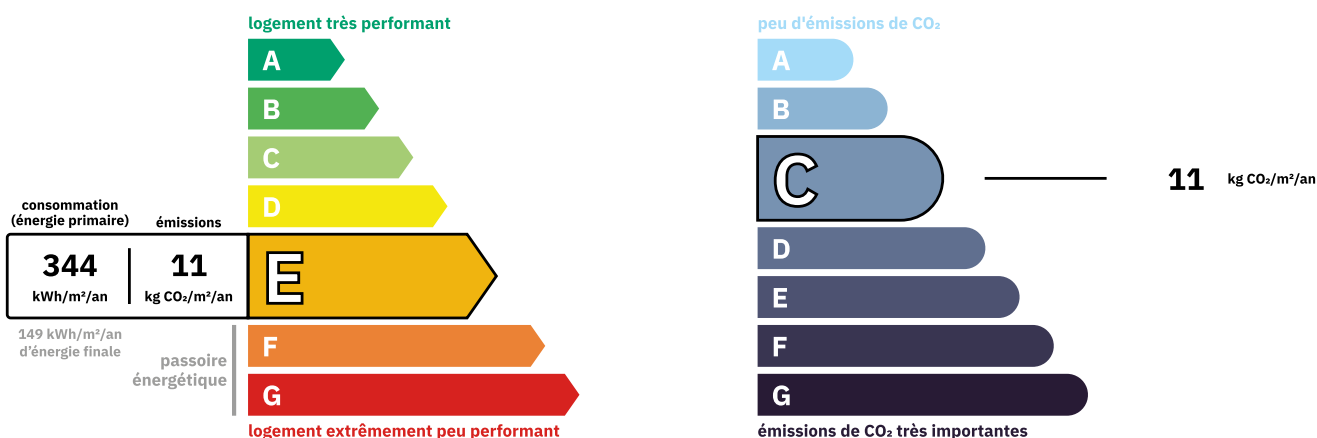 logement très performant
A
B
C
D
consommation
(énergie primaire)
émissions
344
kWh/m²/an
11
kg CO₂/m²/an
E
149 kWh/m²/an
d'énergie finale
passoire
énergétique
F
G
logement extrêmement peu performant
peu d'émissions de CO₂
A
B
C
11 kg CO₂/m²/an
D
E
F
G
émissions de CO₂ très importantes